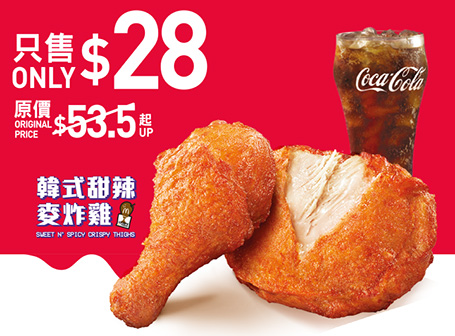 只售
ONLY $28
原價
ORIGINAL
PRICE $53.5 起
UP
Coca-Cola
韓式甜辣
麥炸雞
SWEET N' SPICY CRISPY THIGHS